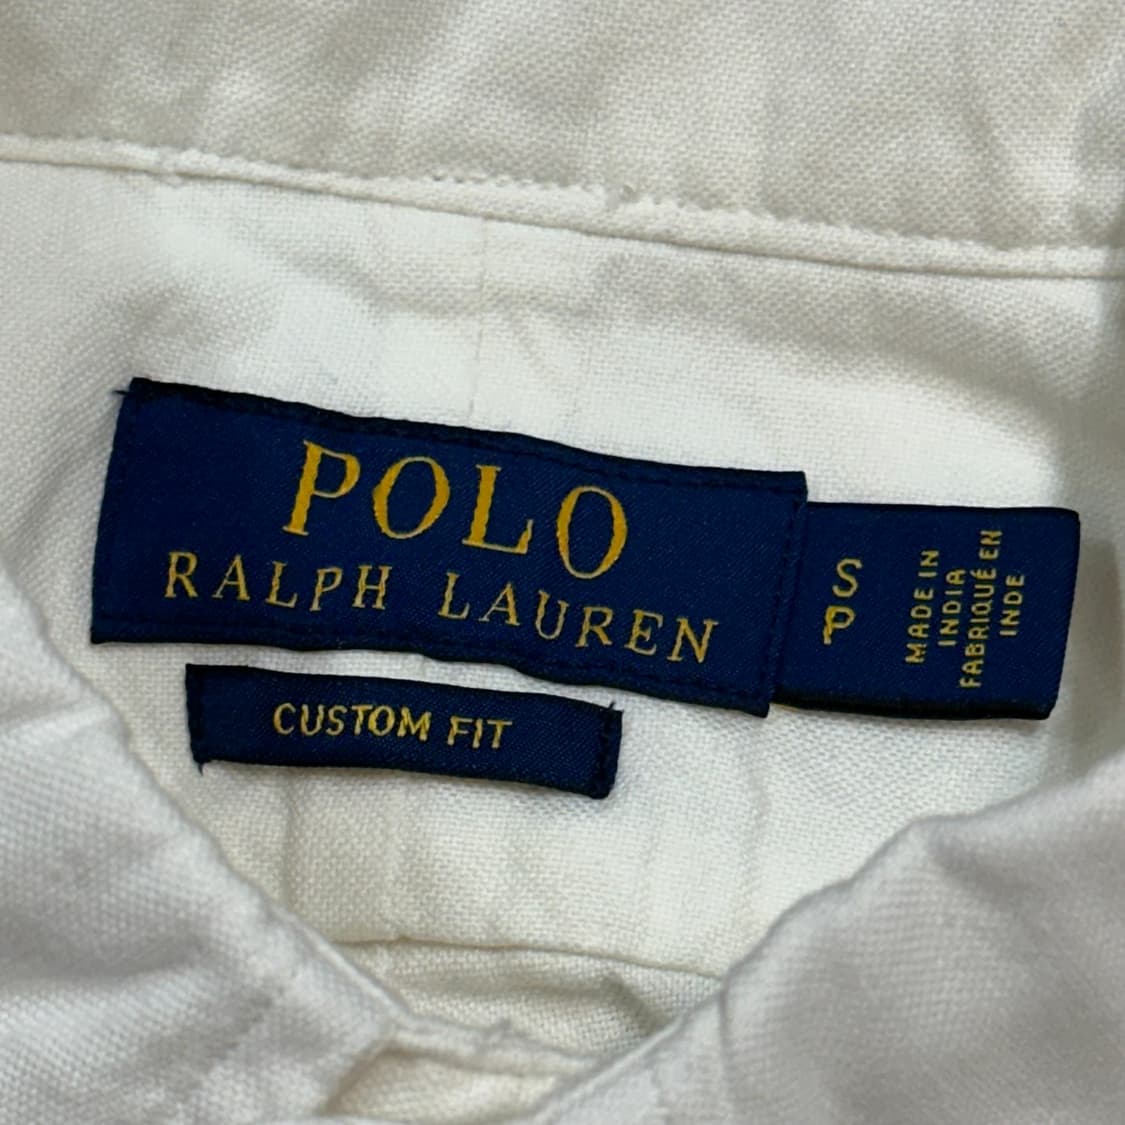 POLO
RALPH LAUREN
CUSTOM FIT
S
P
MADE IN
INDIA
FABRIQUÉ EN
INDE